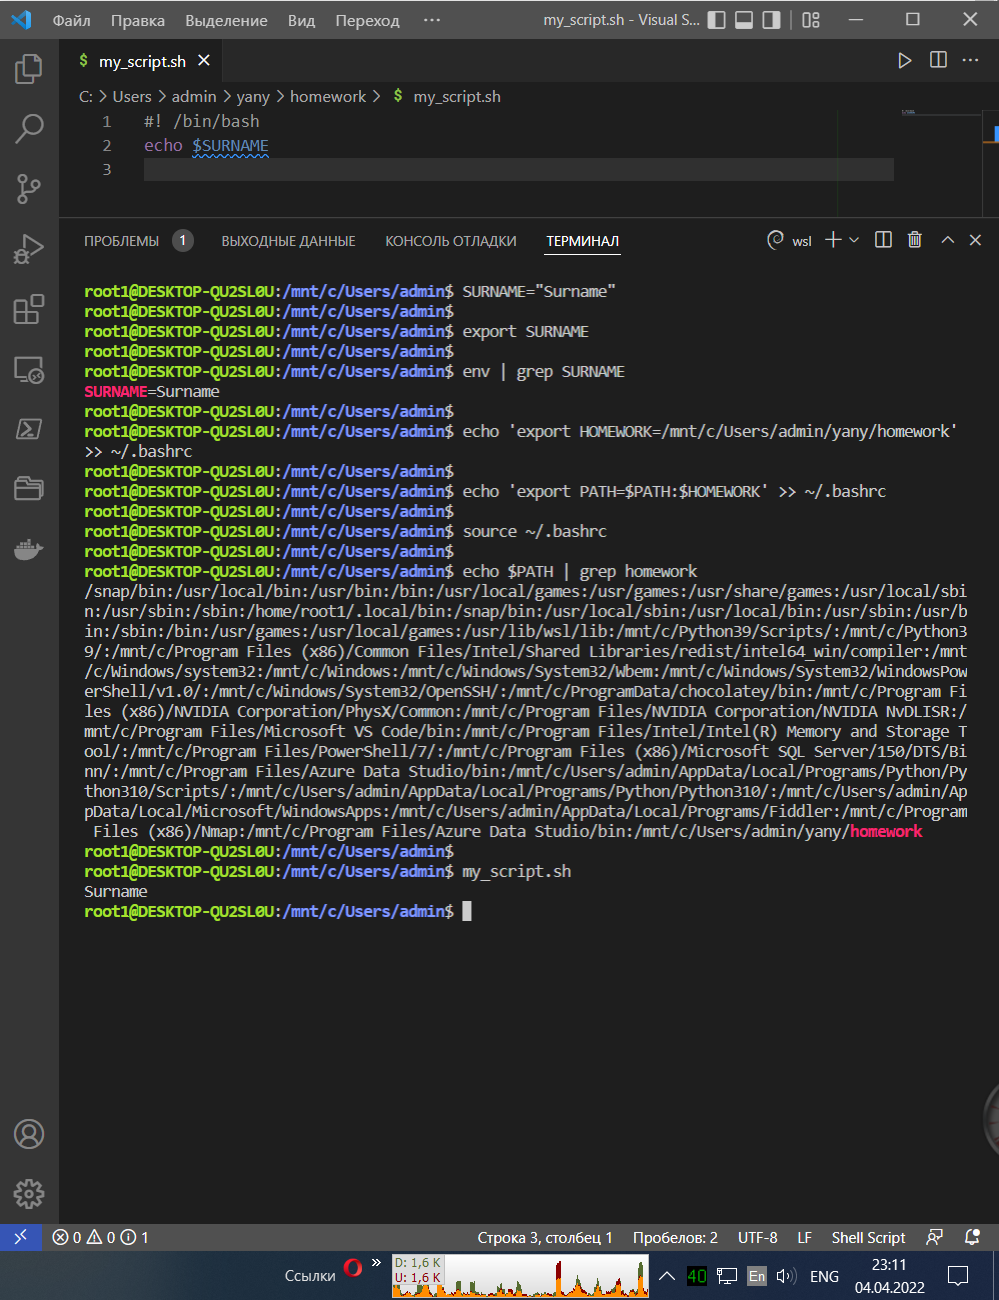 Файл Правка Выделение Вид Переход ··· my_script.sh - Visual S...
$ my_script.sh
C: > Users > admin > yany > homework > $ my_script.sh
1 #! /bin/bash
2 echo $SURNAME
3
ПРОБЛЕМЫ 1 ВЫХОДНЫЕ ДАННЫЕ КОНСОЛЬ ОТЛАДКИ ТЕРМИНАЛ wsl
root1@DESKTOP-QU2SL0U:/mnt/c/Users/admin$ SURNAME="Surname"
root1@DESKTOP-QU2SL0U:/mnt/c/Users/admin$
root1@DESKTOP-QU2SL0U:/mnt/c/Users/admin$ export SURNAME
root1@DESKTOP-QU2SL0U:/mnt/c/Users/admin$
root1@DESKTOP-QU2SL0U:/mnt/c/Users/admin$ env | grep SURNAME
SURNAME=Surname
root1@DESKTOP-QU2SL0U:/mnt/c/Users/admin$
root1@DESKTOP-QU2SL0U:/mnt/c/Users/admin$ echo 'export HOMEWORK=/mnt/c/Users/admin/yany/homework'
>> ~/.bashrc
root1@DESKTOP-QU2SL0U:/mnt/c/Users/admin$
root1@DESKTOP-QU2SL0U:/mnt/c/Users/admin$ echo 'export PATH=$PATH:$HOMEWORK' >> ~/.bashrc
root1@DESKTOP-QU2SL0U:/mnt/c/Users/admin$
root1@DESKTOP-QU2SL0U:/mnt/c/Users/admin$ source ~/.bashrc
root1@DESKTOP-QU2SL0U:/mnt/c/Users/admin$
root1@DESKTOP-QU2SL0U:/mnt/c/Users/admin$ echo $PATH | grep homework
/snap/bin:/usr/local/bin:/usr/bin:/bin:/usr/local/games:/usr/games:/usr/share/games:/usr/local/sbi
n:/usr/sbin:/sbin:/home/root1/.local/bin:/snap/bin:/usr/local/sbin:/usr/local/bin:/usr/sbin:/usr/b
in:/sbin:/bin:/usr/games:/usr/local/games:/usr/lib/wsl/lib:/mnt/c/Python39/Scripts/:/mnt/c/Python3
9/:/mnt/c/Program Files (x86)/Common Files/Intel/Shared Libraries/redist/intel64_win/compiler:/mnt
/c/Windows/system32:/mnt/c/Windows:/mnt/c/Windows/System32/Wbem:/mnt/c/Windows/System32/WindowsPow
erShell/v1.0/:/mnt/c/Windows/System32/OpenSSH/:/mnt/c/ProgramData/chocolatey/bin:/mnt/c/Program Fi
les (x86)/NVIDIA Corporation/PhysX/Common:/mnt/c/Program Files/NVIDIA Corporation/NVIDIA NvDLISR:/
mnt/c/Program Files/Microsoft VS Code/bin:/mnt/c/Program Files/Intel/Intel(R) Memory and Storage T
ool/:/mnt/c/Program Files/PowerShell/7/:/mnt/c/Program Files (x86)/Microsoft SQL Server/150/DTS/Bi
nn/:/mnt/c/Program Files/Azure Data Studio/bin:/mnt/c/Users/admin/AppData/Local/Programs/Python/Py
thon310/Scripts/:/mnt/c/Users/admin/AppData/Local/Programs/Python/Python310/:/mnt/c/Users/admin/Ap
pData/Local/Microsoft/WindowsApps:/mnt/c/Users/admin/AppData/Local/Programs/Fiddler:/mnt/c/Program
 Files (x86)/Nmap:/mnt/c/Program Files/Azure Data Studio/bin:/mnt/c/Users/admin/yany/homework
root1@DESKTOP-QU2SL0U:/mnt/c/Users/admin$
root1@DESKTOP-QU2SL0U:/mnt/c/Users/admin$ my_script.sh
Surname
root1@DESKTOP-QU2SL0U:/mnt/c/Users/admin$
0 0 1 Строка 3, столбец 1 Пробелов: 2 UTF-8 LF Shell Script
D: 1,6 K
U: 1,6 K
Ссылки » 40 En ENG
23:11
04.04.2022